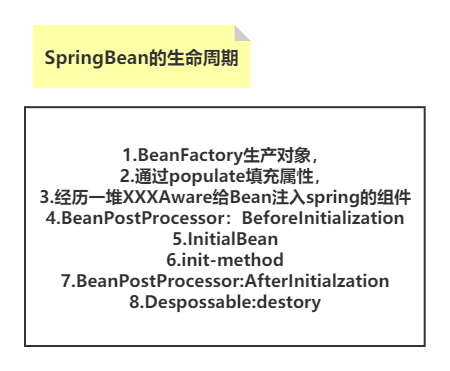 SpringBean的生命周期
1.BeanFactory生产对象，
2.通过populate填充属性，
3.经历一堆XXXAware给Bean注入spring的组件
4.BeanPostProcessor：BeforeInitialization
5.InitialBean
6.init-method
7.BeanPostProcessor:AfterInitialzation
8.Despossable:destory